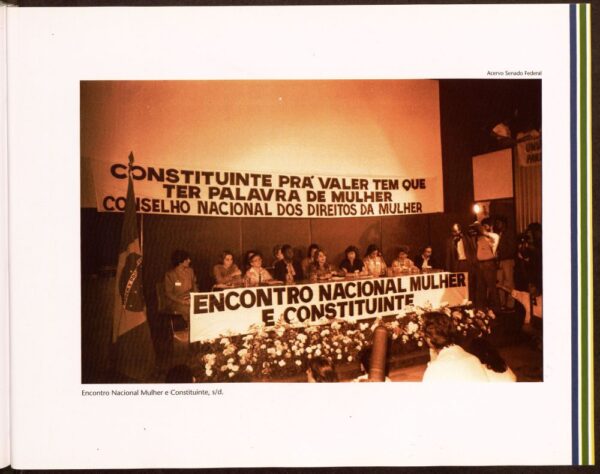 Acervo Senado Federal
CONSTITUINTE PRÁ VALER TEM QUE
TER PALAVRA DE MULHER
CONSELHO NACIONAL DOS DIREITOS DA MULHER
ENCONTRO NACIONAL MULHER
E CONSTITUINTE
Encontro Nacional Mulher e Constituinte, s/d.